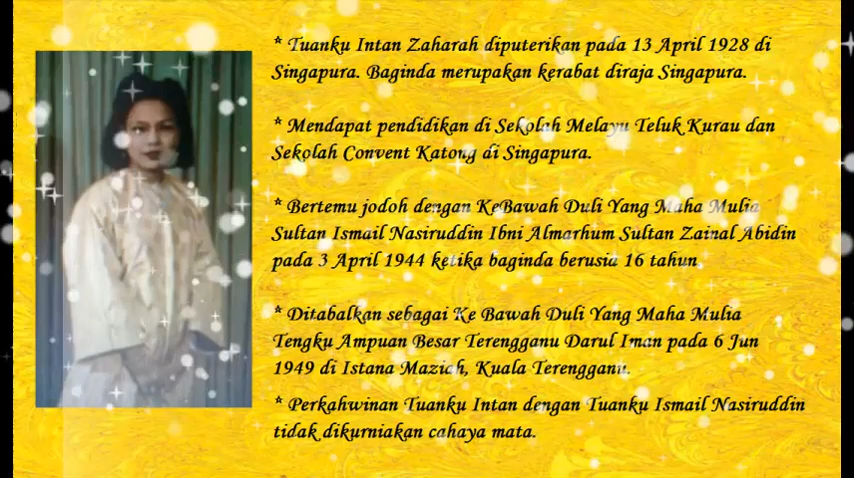 * Tuanku Intan Zaharah diputerikan pada 13 April 1928 di
Singapura. Baginda merupakan kerabat diraja Singapura.
* Mendapat pendidikan di Sekolah Melayu Teluk Kurau dan
Sekolah Convent Katong di Singapura.
* Bertemu jodoh dengan KeBawah Duli Yang Maha Mulia
Sultan Ismail Nasiruddin Ibni Almarhum Sultan Zainal Abidin
pada 3 April 1944 ketika baginda berusia 16 tahun
* Ditabalkan sebagai Ke Bawah Duli Yang Maha Mulia
Tengku Ampuan Besar Terengganu Darul Iman pada 6 Jun
1949 di Istana Maziah, Kuala Terengganu.
* Perkahwinan Tuanku Intan dengan Tuanku Ismail Nasiruddin
tidak dikurniakan cahaya mata.